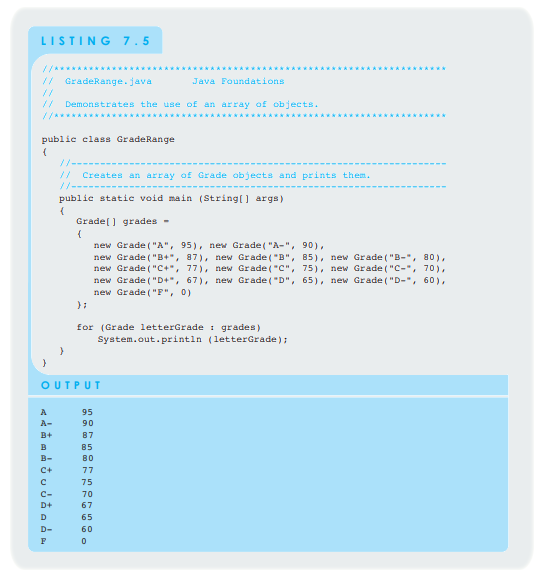 LISTING 7.5
//********************************************************************
//  GradeRange.java       Java Foundations
//
//  Demonstrates the use of an array of objects.
//********************************************************************
public class GradeRange
{
   //-----------------------------------------------------------------
   //  Creates an array of Grade objects and prints them.
   //-----------------------------------------------------------------
   public static void main (String[] args)
   {
      Grade[] grades =
      {
         new Grade("A", 95), new Grade("A-", 90),
         new Grade("B+", 87), new Grade("B", 85), new Grade("B-", 80),
         new Grade("C+", 77), new Grade("C", 75), new Grade("C-", 70),
         new Grade("D+", 67), new Grade("D", 65), new Grade("D-", 60),
         new Grade("F", 0)
      };
      for (Grade letterGrade : grades)
         System.out.println (letterGrade);
   }
}
OUTPUT
A      95
A-     90
B+     87
B      85
B-     80
C+     77
C      75
C-     70
D+     67
D      65
D-     60
F      0